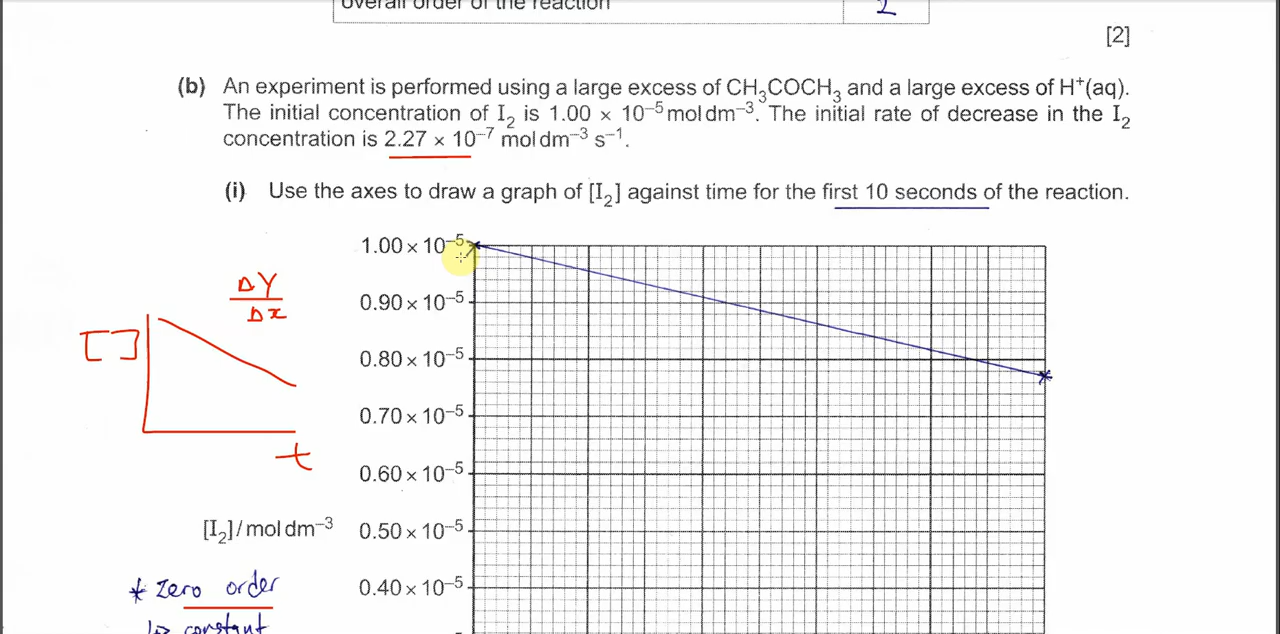 overall order of the reaction 2
[2]
(b) An experiment is performed using a large excess of CH₃COCH₃ and a large excess of H⁺(aq).
The initial concentration of I₂ is 1.00 × 10⁻⁵ mol dm⁻³. The initial rate of decrease in the I₂
concentration is 2.27 × 10⁻⁷ mol dm⁻³ s⁻¹.
(i) Use the axes to draw a graph of [I₂] against time for the first 10 seconds of the reaction.
1.00 × 10⁻⁵
ΔY
Δx
0.90 × 10⁻⁵
[ ]
0.80 × 10⁻⁵
0.70 × 10⁻⁵
t
0.60 × 10⁻⁵
[I₂] / mol dm⁻³ 0.50 × 10⁻⁵
* zero order
0.40 × 10⁻⁵
↳ constant